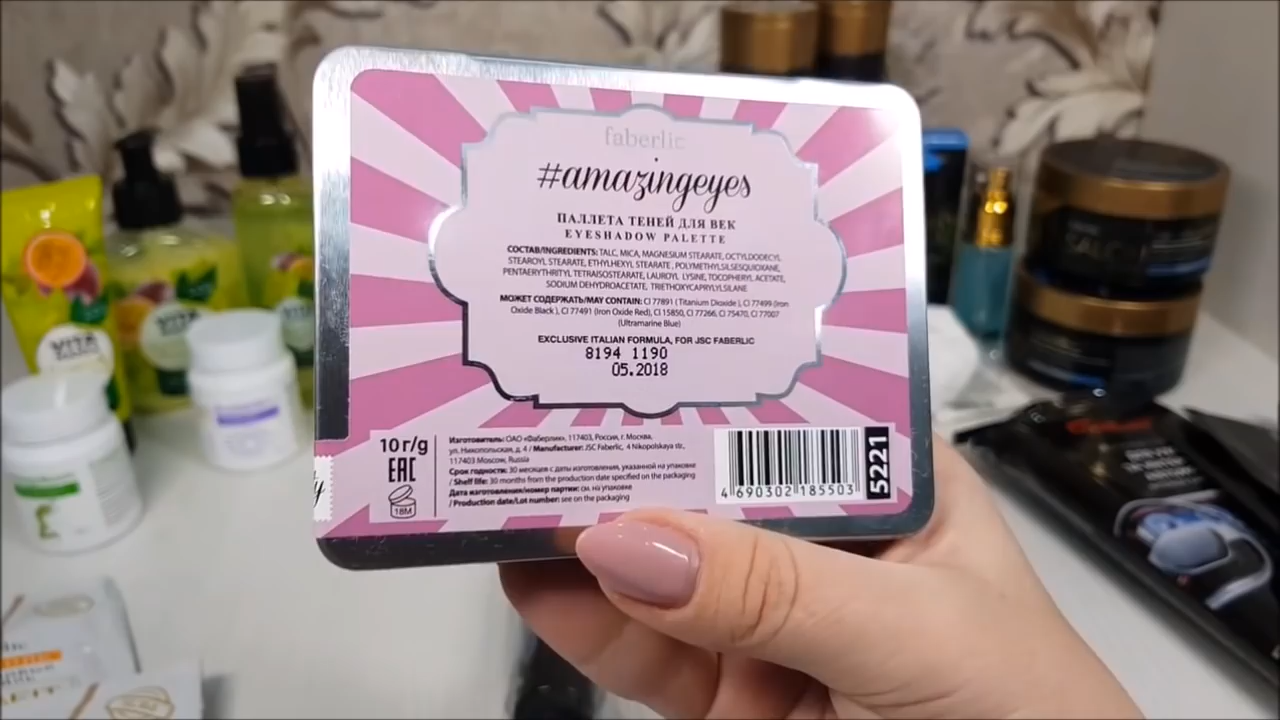 faberlic
#amazingeyes
ПАЛЛЕТА ТЕНЕЙ ДЛЯ ВЕК
EYESHADOW PALETTE
СОСТАВ/INGREDIENTS: TALC, MICA, MAGNESIUM STEARATE, OCTYLDODECYL
STEAROYL STEARATE, ETHYLHEXYL STEARATE , POLYMETHYLSILSESQUIOXANE,
PENTAERYTHRITYL TETRAISOSTEARATE, LAUROYL LYSINE, TOCOPHERYL ACETATE,
SODIUM DEHYDROACETATE, TRIETHOXYCAPRYLYLSILANE
МОЖЕТ СОДЕРЖАТЬ/MAY CONTAIN: CI 77891 (Titanium Dioxide ), CI 77499 (Iron
Oxide Black ), CI 77491 (Iron Oxide Red), CI 15850, CI 77266, CI 75470, CI 77007
(Ultramarine Blue)
EXCLUSIVE ITALIAN FORMULA, FOR JSC FABERLIC
8194 1190
05.2018
10 г/g
EAC
18M
Изготовитель: ОАО «Фаберлик», 117403, Россия, г. Москва,
ул. Никопольская, д. 4 / Manufacturer: JSC Faberlic, 4 Nikopolskaya str.,
117403 Moscow, Russia
Срок годности: 30 месяцев с даты изготовления, указанной на упаковке
/ Shelf life: 30 months from the production date specified on the packaging
Дата изготовления/номер партии: см. на упаковке
/ Production date/Lot number: see on the packaging
4 690302 185503
5221
VITA
VITA